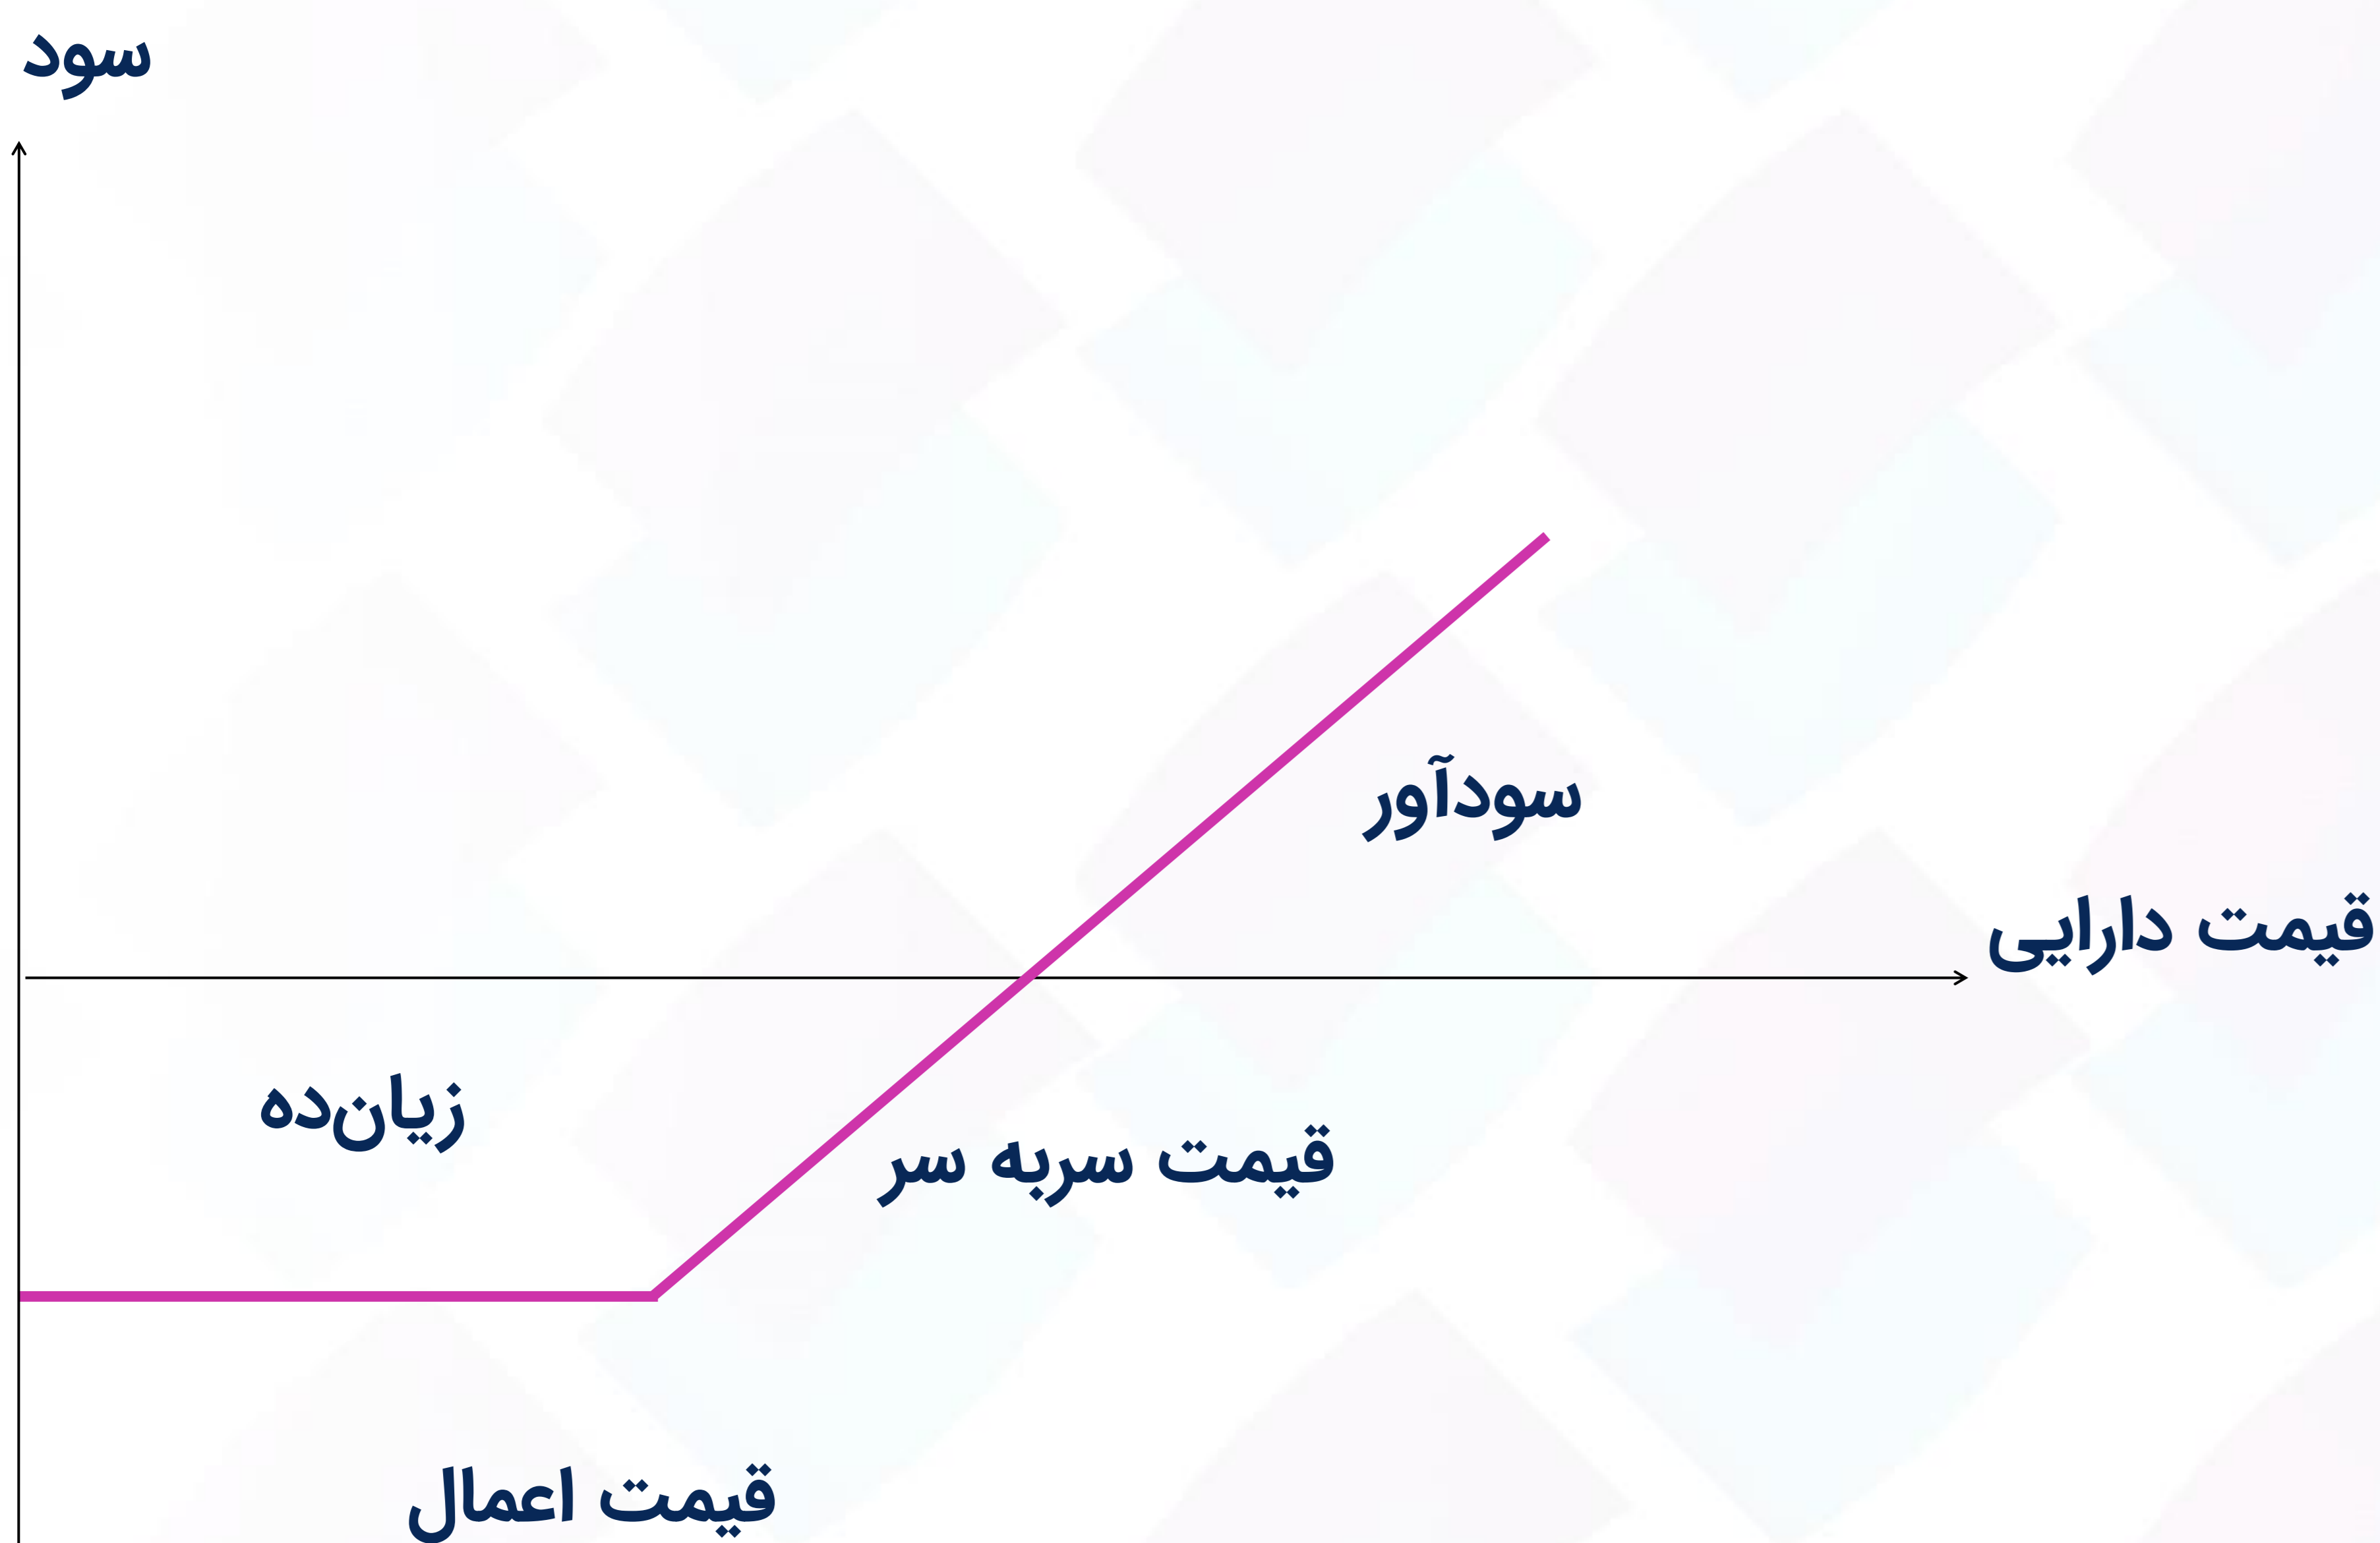 سود
سودآور
قیمت دارایی
زیان‌ده
قیمت سربه سر
قیمت اعمال